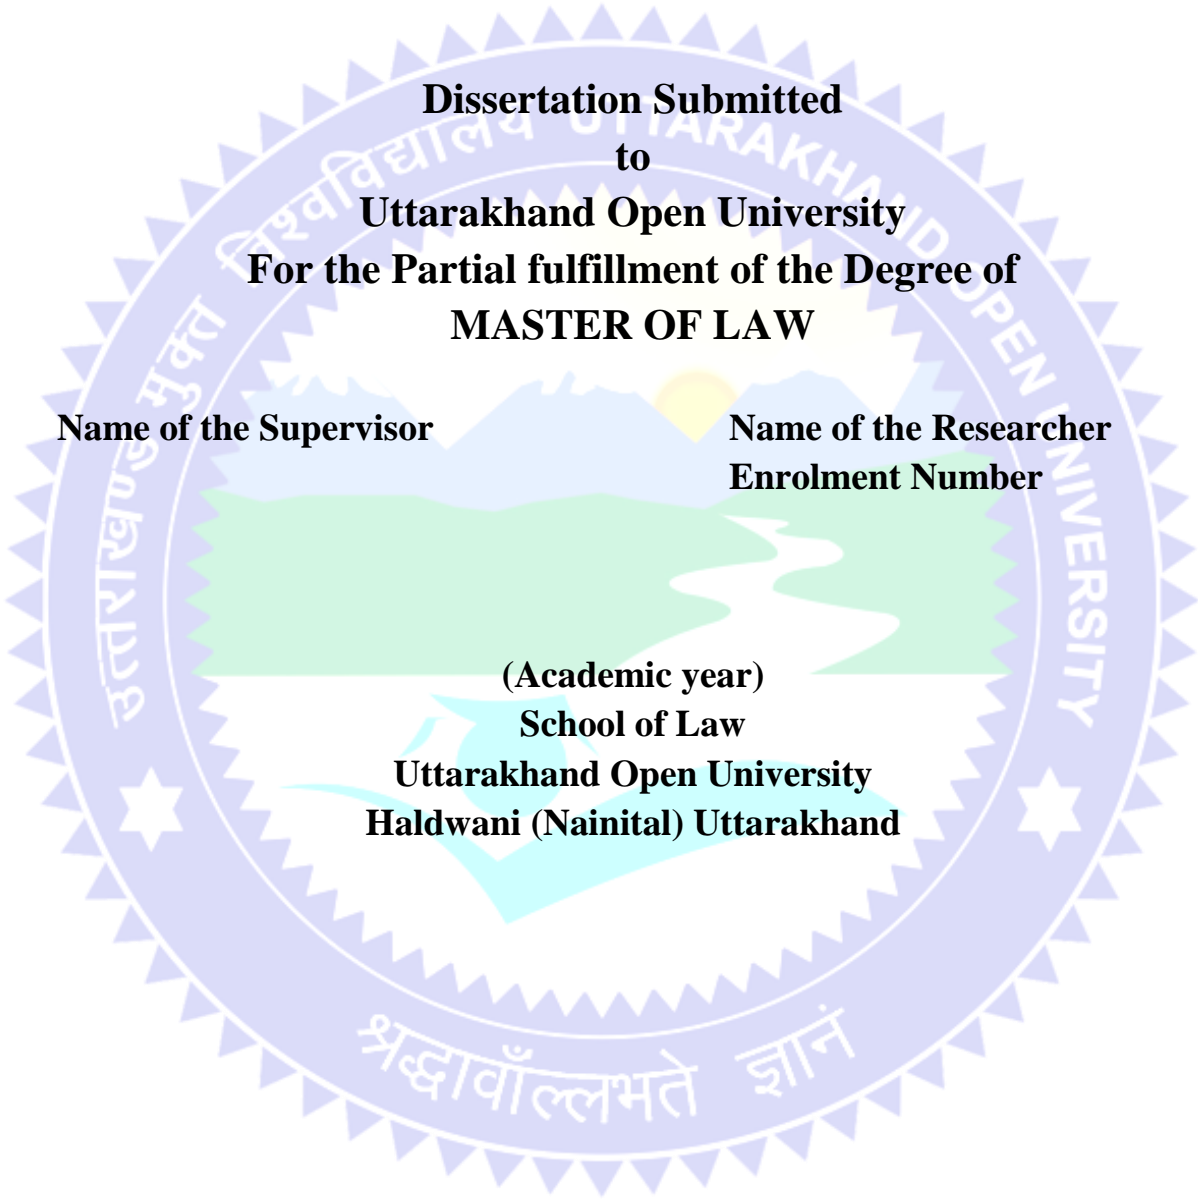 Dissertation Submitted
to
Uttarakhand Open University
For the Partial fulfillment of the Degree of
MASTER OF LAW
Name of the Supervisor
Name of the Researcher
Enrolment Number
(Academic year)
School of Law
Uttarakhand Open University
Haldwani (Nainital) Uttarakhand
उत्तराखण्ड मुक्त विश्वविद्यालय UTTARAKHAND OPEN UNIVERSITY
श्रद्धावाँल्लभते ज्ञानं